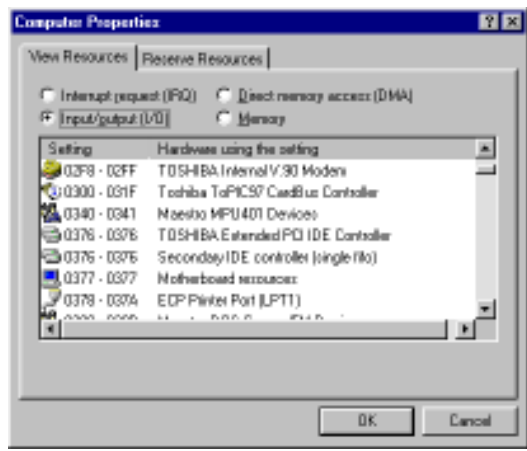 Computer Properties
View Resources Reserve Resources
Interrupt request (IRQ) Direct memory access (DMA)
Input/output (I/O) Memory
Setting Hardware using the setting
02F8 - 02FF TOSHIBA Internal V.90 Modem
0300 - 031F Toshiba ToPIC97 CardBus Controller
0340 - 0341 Maestro MPU401 Devices
0376 - 0376 TOSHIBA Extended PCI IDE Controller
0376 - 0376 Secondary IDE controller (single fifo)
0377 - 0377 Motherboard resources
0378 - 037A ECP Printer Port (LPT1)
OK Cancel